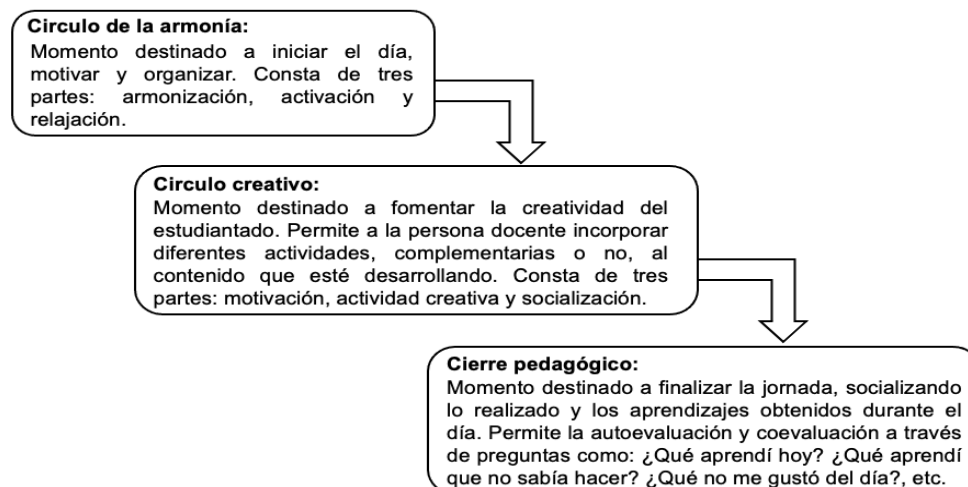 Circulo de la armonía:
Momento destinado a iniciar el día,
motivar y organizar. Consta de tres
partes: armonización, activación y
relajación.
Circulo creativo:
Momento destinado a fomentar la creatividad del
estudiantado. Permite a la persona docente incorporar
diferentes actividades, complementarias o no, al
contenido que esté desarrollando. Consta de tres
partes: motivación, actividad creativa y socialización.
Cierre pedagógico:
Momento destinado a finalizar la jornada, socializando
lo realizado y los aprendizajes obtenidos durante el
día. Permite la autoevaluación y coevaluación a través
de preguntas como: ¿Qué aprendí hoy? ¿Qué aprendí
que no sabía hacer? ¿Qué no me gustó del día?, etc.